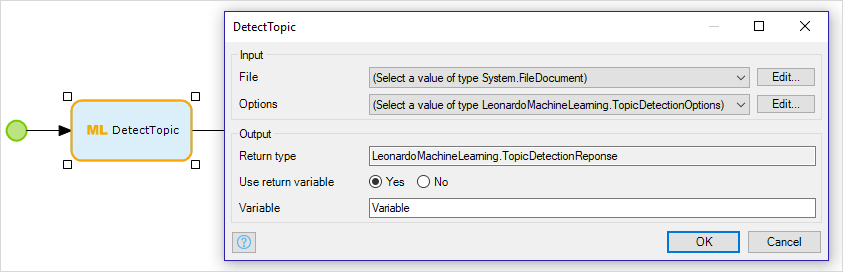 ML DetectTopic
DetectTopic
Input
File (Select a value of type System.FileDocument) Edit...
Options (Select a value of type LeonardoMachineLearning.TopicDetectionOptions) Edit...
Output
Return type LeonardoMachineLearning.TopicDetectionReponse
Use return variable Yes No
Variable Variable
? OK Cancel